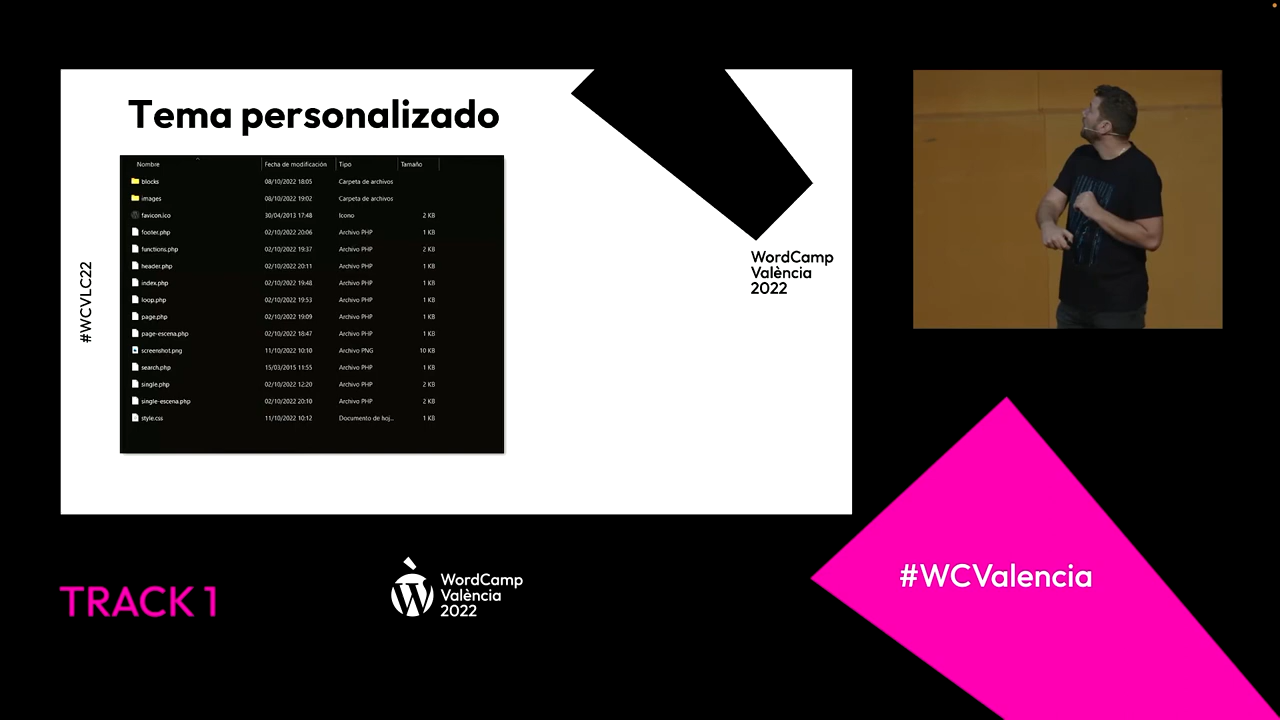 Tema personalizado
Nombre Fecha de modificación Tipo Tamaño
blocks 08/10/2022 18:05 Carpeta de archivos
images 08/10/2022 19:02 Carpeta de archivos
favicon.ico 30/04/2013 17:48 Icono 2 KB
footer.php 02/10/2022 20:06 Archivo PHP 1 KB
functions.php 02/10/2022 19:37 Archivo PHP 2 KB
header.php 02/10/2022 20:11 Archivo PHP 1 KB
index.php 02/10/2022 19:48 Archivo PHP 1 KB
loop.php 02/10/2022 19:53 Archivo PHP 1 KB
page.php 02/10/2022 19:09 Archivo PHP 1 KB
page-escena.php 02/10/2022 18:47 Archivo PHP 1 KB
screenshot.png 11/10/2022 10:10 Archivo PNG 10 KB
search.php 15/03/2015 11:55 Archivo PHP 1 KB
single.php 02/10/2022 12:20 Archivo PHP 2 KB
single-escena.php 02/10/2022 20:10 Archivo PHP 2 KB
style.css 11/10/2022 10:12 Documento de hoj... 1 KB
#WCVLC22
WordCamp
València
2022
TRACK 1
WordCamp
València
2022
#WCValencia